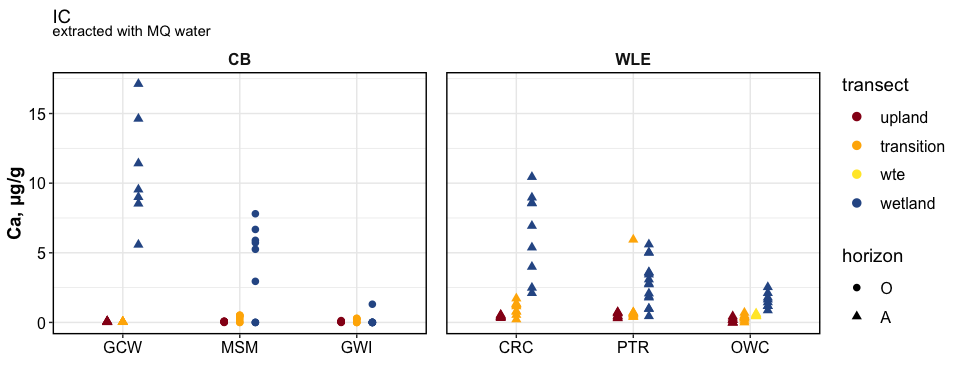 IC
extracted with MQ water
CB
WLE
Ca, µg/g
15
10
5
0
GCW
MSM
GWI
CRC
PTR
OWC
transect
upland
transition
wte
wetland
horizon
O
A